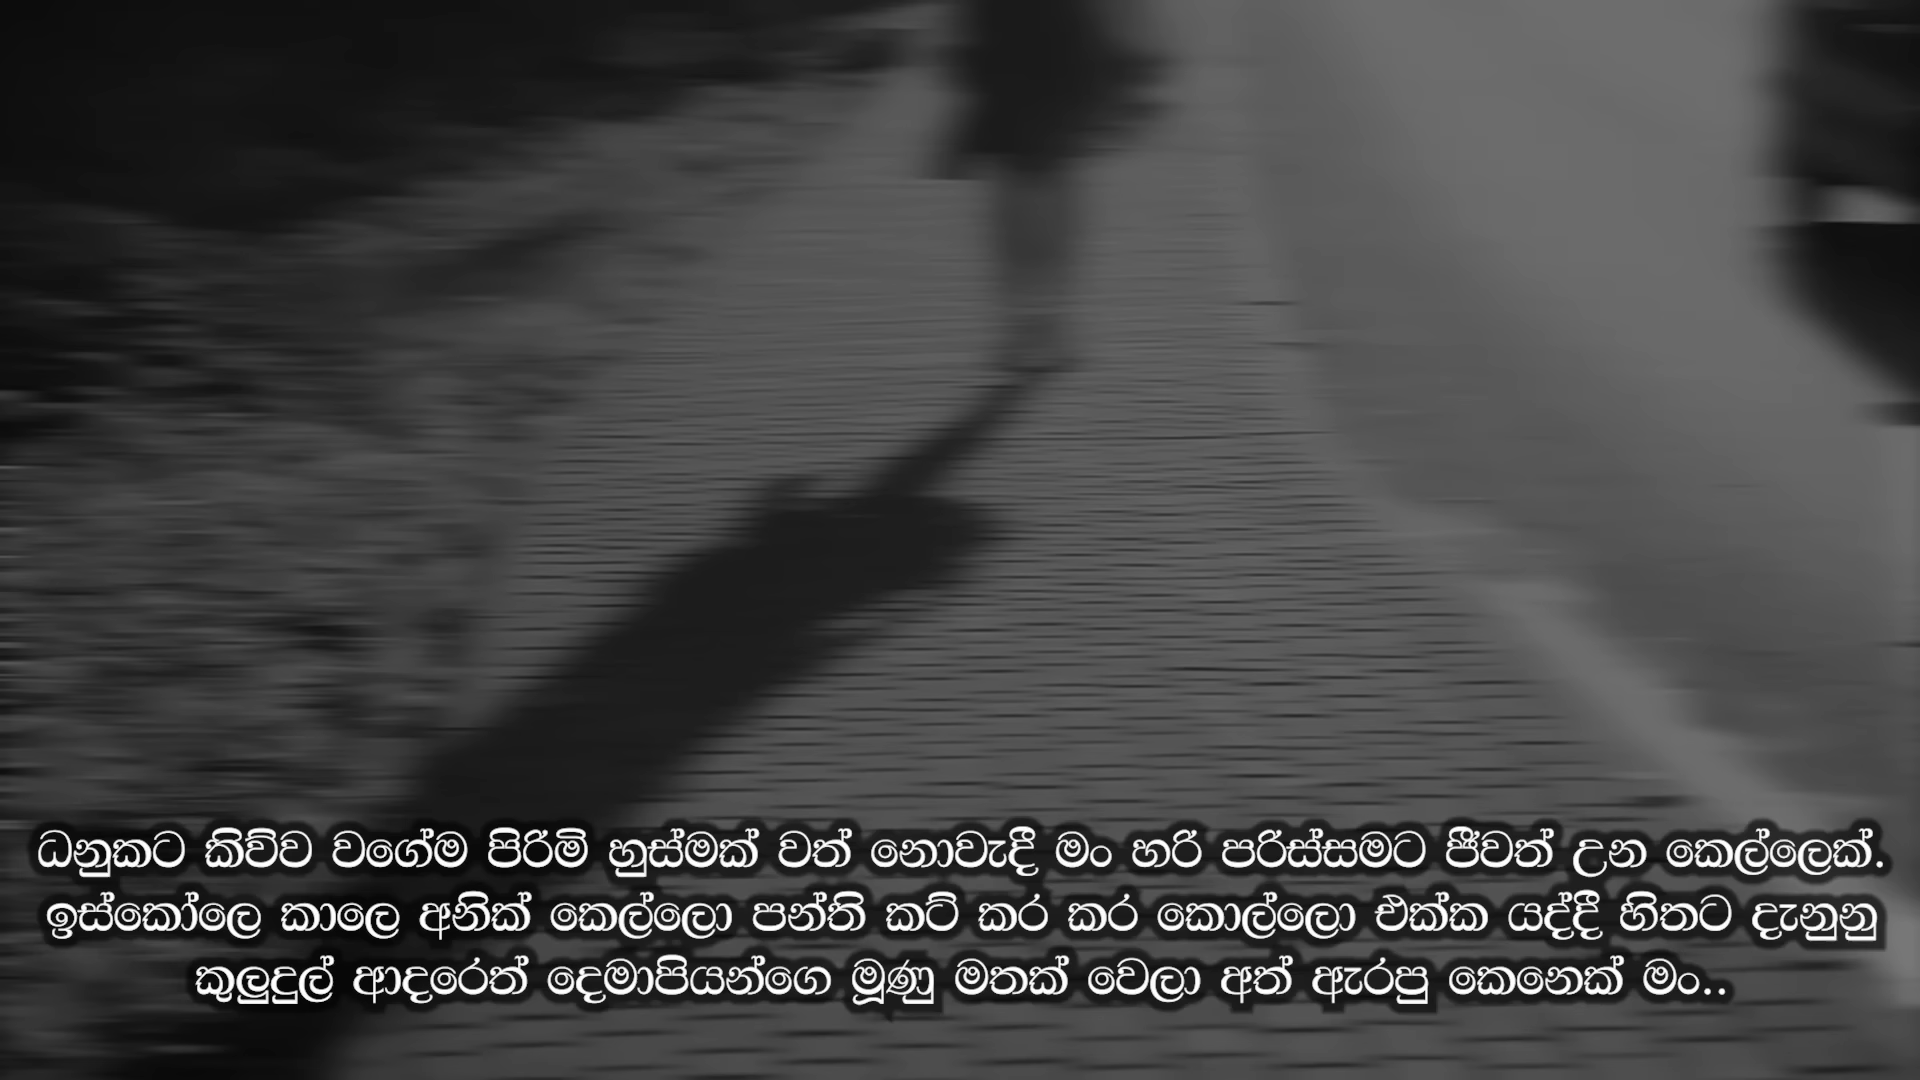 ධනුකට කිව්ව වගේම පිරිමි හුස්මක් වත් නොවැදී මං හරි පරිස්සමට ජීවත් උන කෙල්ලෙක්.
ඉස්කෝලෙ කාලෙ අනික් කෙල්ලො පන්ති කට් කර කර කොල්ලො එක්ක යද්දී හිතට දැනුනු
කුලුදුල් ආදරෙත් දෙමාපියන්ගෙ මූණු මතක් වෙලා අත් ඇරපු කෙනෙක් මං..